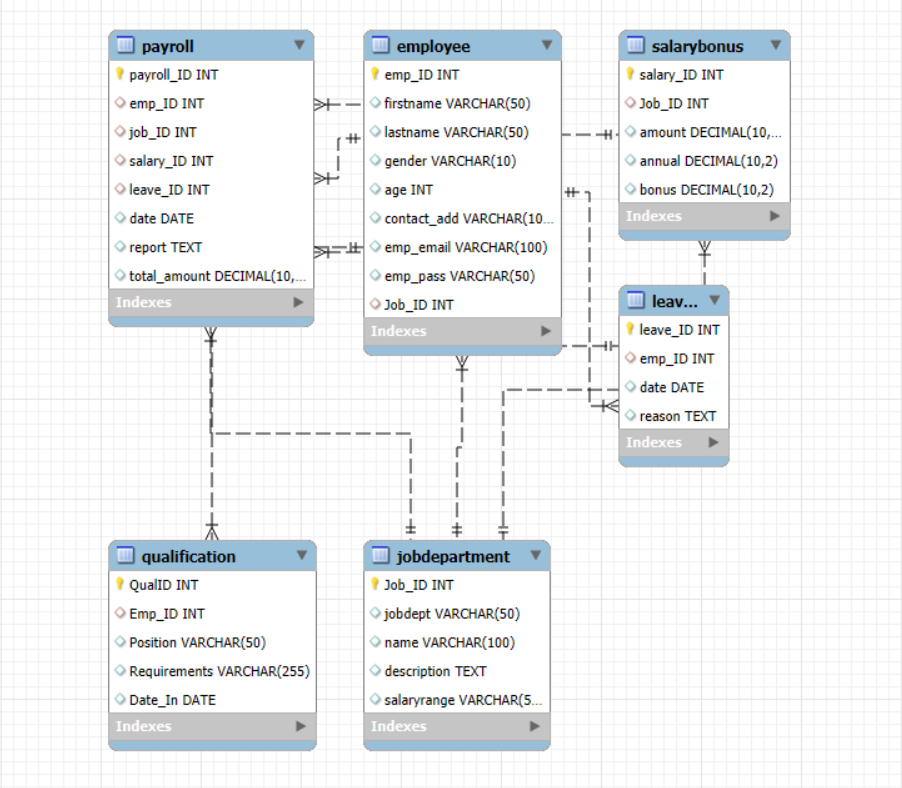 payroll
payroll_ID INT
emp_ID INT
job_ID INT
salary_ID INT
leave_ID INT
date DATE
report TEXT
total_amount DECIMAL(10,...
Indexes
employee
emp_ID INT
firstname VARCHAR(50)
lastname VARCHAR(50)
gender VARCHAR(10)
age INT
contact_add VARCHAR(10...
emp_email VARCHAR(100)
emp_pass VARCHAR(50)
Job_ID INT
Indexes
salarybonus
salary_ID INT
Job_ID INT
amount DECIMAL(10,...
annual DECIMAL(10,2)
bonus DECIMAL(10,2)
Indexes
leav...
leave_ID INT
emp_ID INT
date DATE
reason TEXT
Indexes
qualification
QualID INT
Emp_ID INT
Position VARCHAR(50)
Requirements VARCHAR(255)
Date_In DATE
Indexes
jobdepartment
Job_ID INT
jobdept VARCHAR(50)
name VARCHAR(100)
description TEXT
salaryrange VARCHAR(5...
Indexes